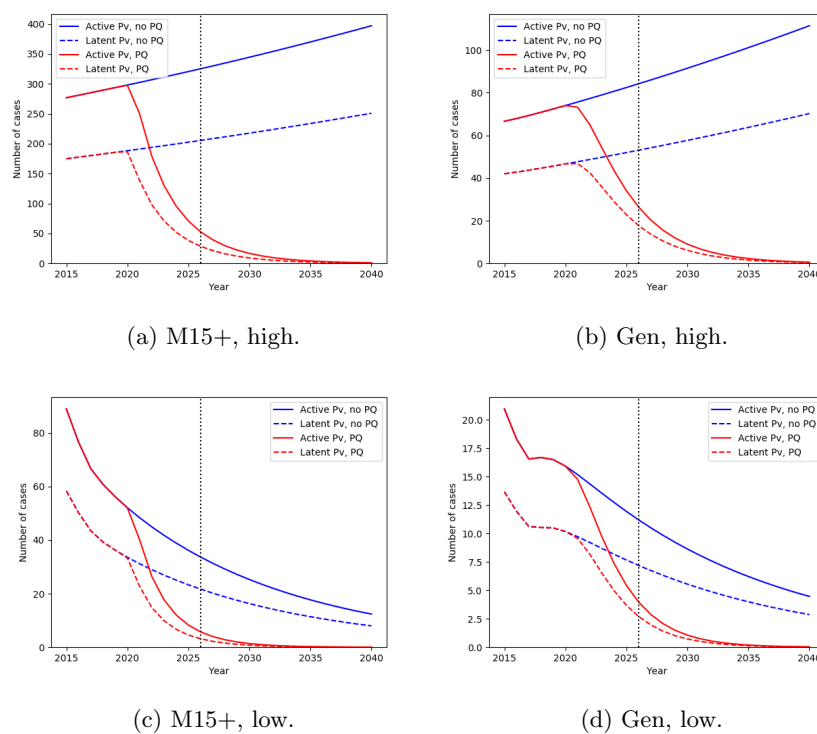 Active Pv, no PQ
Latent Pv, no PQ
Active Pv, PQ
Latent Pv, PQ
Number of cases
400
350
300
250
200
150
100
50
0
2015 2020 2025 2030 2035 2040
Year
(a) M15+, high.
Active Pv, no PQ
Latent Pv, no PQ
Active Pv, PQ
Latent Pv, PQ
Number of cases
100
80
60
40
20
0
2015 2020 2025 2030 2035 2040
Year
(b) Gen, high.
Active Pv, no PQ
Latent Pv, no PQ
Active Pv, PQ
Latent Pv, PQ
Number of cases
80
60
40
20
0
2015 2020 2025 2030 2035 2040
Year
(c) M15+, low.
Active Pv, no PQ
Latent Pv, no PQ
Active Pv, PQ
Latent Pv, PQ
Number of cases
20.0
17.5
15.0
12.5
10.0
7.5
5.0
2.5
0.0
2015 2020 2025 2030 2035 2040
Year
(d) Gen, low.